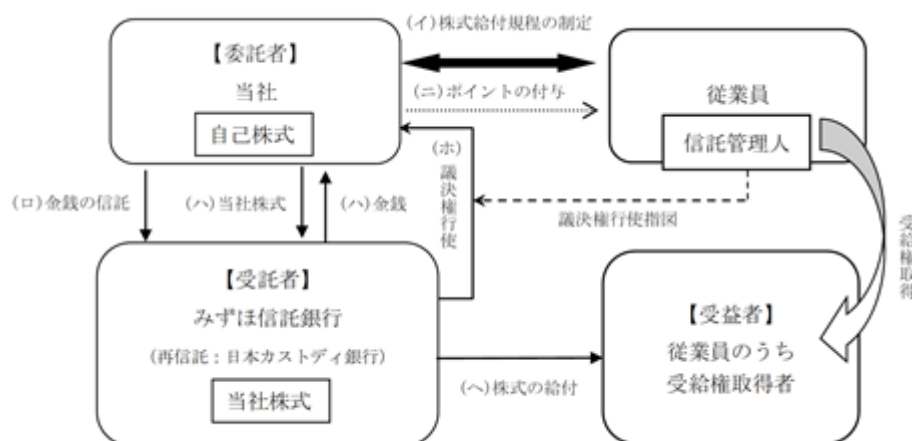 (イ)株式給付規程の制定
【委託者】
当社
自己株式
(ニ)ポイントの付与
従業員
信託管理人
(ホ)議決権行使
(ロ)金銭の信託
(ハ)当社株式
(ハ)金銭
議決権行使指図
受給権取得
【受託者】
みずほ信託銀行
(再信託：日本カストディ銀行)
当社株式
(ヘ)株式の給付
【受益者】
従業員のうち
受給権取得者